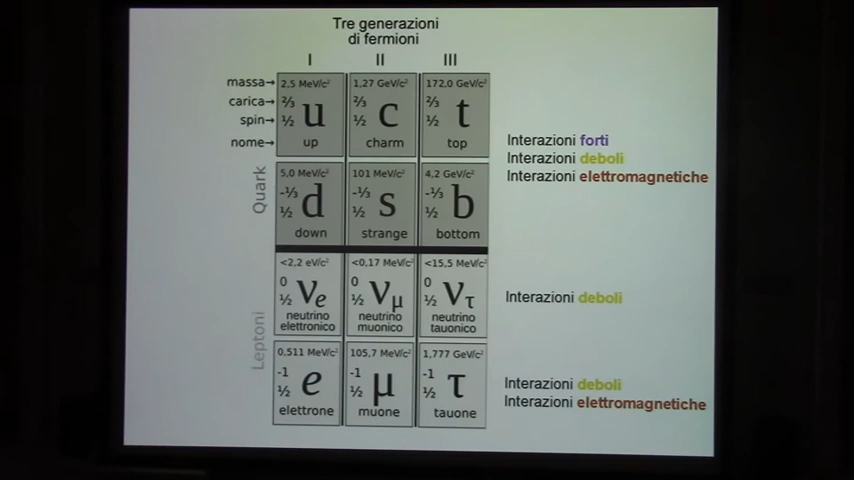 Tre generazioni
di fermioni
I II III
massa→ 2,5 MeV/c² 1,27 GeV/c² 172,0 GeV/c²
carica→ ⅔ ⅔ ⅔
spin→ ½ u ½ c ½ t
nome→ up charm top
Interazioni forti
Interazioni deboli
Interazioni elettromagnetiche
Quark
5,0 MeV/c² 101 MeV/c² 4,2 GeV/c²
-⅓ -⅓ -⅓
½ d ½ s ½ b
down strange bottom
<2,2 eV/c² <0,17 MeV/c² <15,5 MeV/c²
0 0 0
½ νe ½ νμ ½ ντ
neutrino neutrino neutrino
elettronico muonico tauonico
Interazioni deboli
Leptoni
0,511 MeV/c² 105,7 MeV/c² 1,777 GeV/c²
-1 -1 -1
½ e ½ μ ½ τ
elettrone muone tauone
Interazioni deboli
Interazioni elettromagnetiche